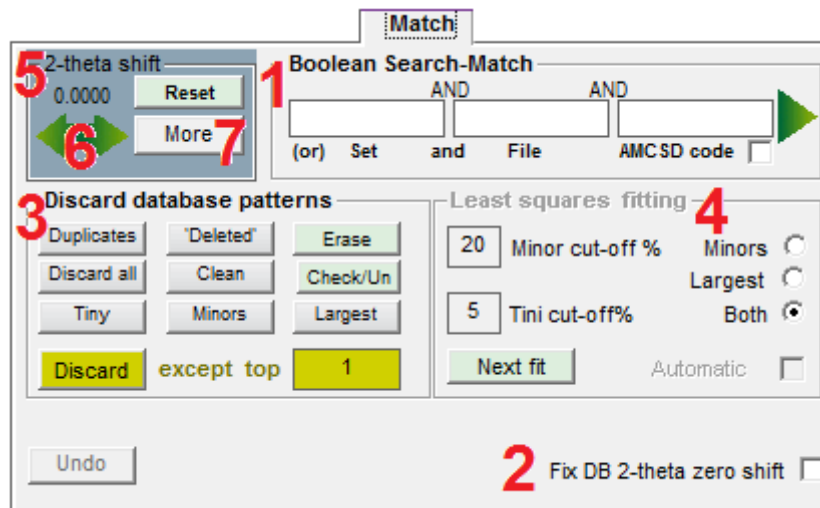 Match
5 2-theta shift
0.0000 Reset
6 More 7
1 Boolean Search-Match
AND AND
(or) Set and File AMCSD code
3 Discard database patterns
Duplicates 'Deleted' Erase
Discard all Clean Check/Un
Tiny Minors Largest
Discard except top 1
Least squares fitting 4
20 Minor cut-off % Minors
Largest
5 Tini cut-off% Both
Next fit Automatic
Undo
2 Fix DB 2-theta zero shift